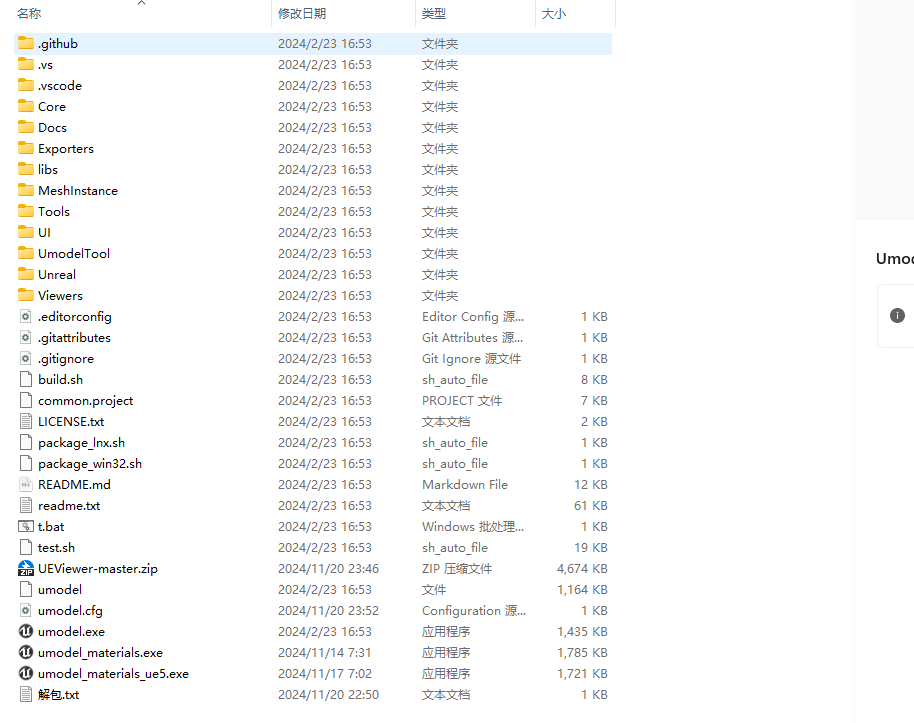 名称 修改日期 类型 大小
.github 2024/2/23 16:53 文件夹
.vs 2024/2/23 16:53 文件夹
.vscode 2024/2/23 16:53 文件夹
Core 2024/2/23 16:53 文件夹
Docs 2024/2/23 16:53 文件夹
Exporters 2024/2/23 16:53 文件夹
libs 2024/2/23 16:53 文件夹
MeshInstance 2024/2/23 16:53 文件夹
Tools 2024/2/23 16:53 文件夹
UI 2024/2/23 16:53 文件夹
UmodelTool 2024/2/23 16:53 文件夹
Unreal 2024/2/23 16:53 文件夹
Viewers 2024/2/23 16:53 文件夹
.editorconfig 2024/2/23 16:53 Editor Config 源... 1 KB
.gitattributes 2024/2/23 16:53 Git Attributes 源... 1 KB
.gitignore 2024/2/23 16:53 Git Ignore 源文件 1 KB
build.sh 2024/2/23 16:53 sh_auto_file 8 KB
common.project 2024/2/23 16:53 PROJECT 文件 7 KB
LICENSE.txt 2024/2/23 16:53 文本文档 2 KB
package_lnx.sh 2024/2/23 16:53 sh_auto_file 1 KB
package_win32.sh 2024/2/23 16:53 sh_auto_file 1 KB
README.md 2024/2/23 16:53 Markdown File 12 KB
readme.txt 2024/2/23 16:53 文本文档 61 KB
t.bat 2024/2/23 16:53 Windows 批处理... 1 KB
test.sh 2024/2/23 16:53 sh_auto_file 19 KB
UEViewer-master.zip 2024/11/20 23:46 ZIP 压缩文件 4,674 KB
umodel 2024/2/23 16:53 文件 1,164 KB
umodel.cfg 2024/11/20 23:52 Configuration 源... 1 KB
umodel.exe 2024/2/23 16:53 应用程序 1,435 KB
umodel_materials.exe 2024/11/14 7:31 应用程序 1,785 KB
umodel_materials_ue5.exe 2024/11/17 7:02 应用程序 1,721 KB
解包.txt 2024/11/20 22:50 文本文档 1 KB